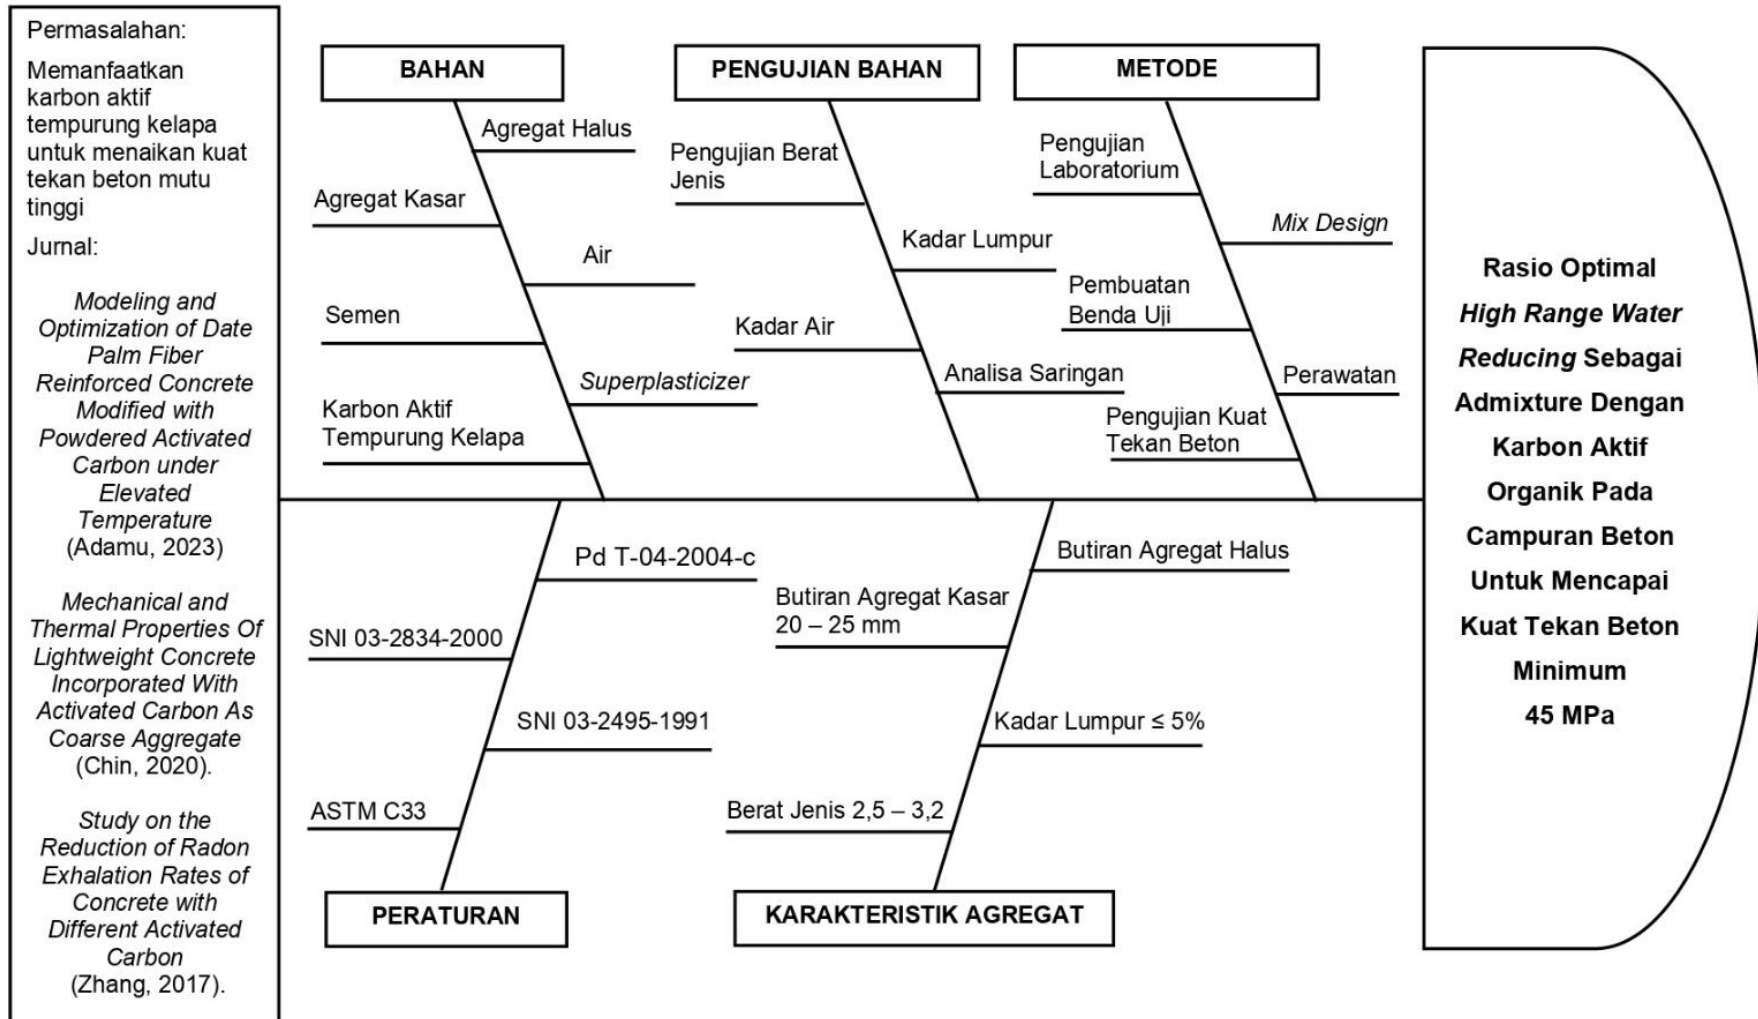 Permasalahan:
Memanfaatkan
karbon aktif
tempurung kelapa
untuk menaikan kuat
tekan beton mutu
tinggi
Jurnal:
Modeling and
Optimization of Date
Palm Fiber
Reinforced Concrete
Modified with
Powdered Activated
Carbon under
Elevated
Temperature
(Adamu, 2023)
Mechanical and
Thermal Properties Of
Lightweight Concrete
Incorporated With
Activated Carbon As
Coarse Aggregate
(Chin, 2020).
Study on the
Reduction of Radon
Exhalation Rates of
Concrete with
Different Activated
Carbon
(Zhang, 2017).
BAHAN
Agregat Halus
Agregat Kasar
Air
Semen
Superplasticizer
Karbon Aktif
Tempurung Kelapa
PENGUJIAN BAHAN
Pengujian Berat
Jenis
Kadar Lumpur
Kadar Air
Analisa Saringan
METODE
Pengujian
Laboratorium
Mix Design
Pembuatan
Benda Uji
Perawatan
Pengujian Kuat
Tekan Beton
Pd T-04-2004-c
SNI 03-2834-2000
SNI 03-2495-1991
ASTM C33
PERATURAN
Butiran Agregat Halus
Butiran Agregat Kasar
20 – 25 mm
Kadar Lumpur ≤ 5%
Berat Jenis 2,5 – 3,2
KARAKTERISTIK AGREGAT
Rasio Optimal
High Range Water
Reducing Sebagai
Admixture Dengan
Karbon Aktif
Organik Pada
Campuran Beton
Untuk Mencapai
Kuat Tekan Beton
Minimum
45 MPa